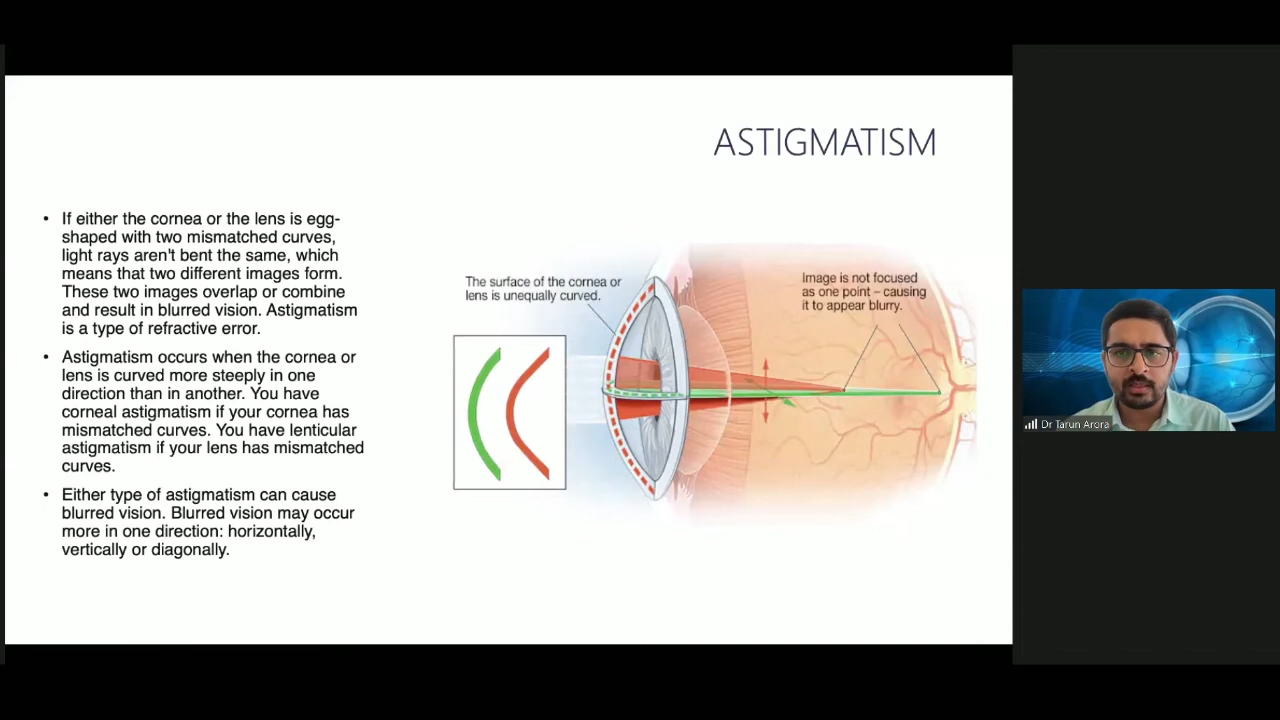 ASTIGMATISM
• If either the cornea or the lens is egg-
shaped with two mismatched curves,
light rays aren't bent the same, which
means that two different images form.
These two images overlap or combine
and result in blurred vision. Astigmatism
is a type of refractive error.
• Astigmatism occurs when the cornea or
lens is curved more steeply in one
direction than in another. You have
corneal astigmatism if your cornea has
mismatched curves. You have lenticular
astigmatism if your lens has mismatched
curves.
• Either type of astigmatism can cause
blurred vision. Blurred vision may occur
more in one direction: horizontally,
vertically or diagonally.
The surface of the cornea or
lens is unequally curved.
Image is not focused
as one point – causing
it to appear blurry.
Dr Tarun Arora